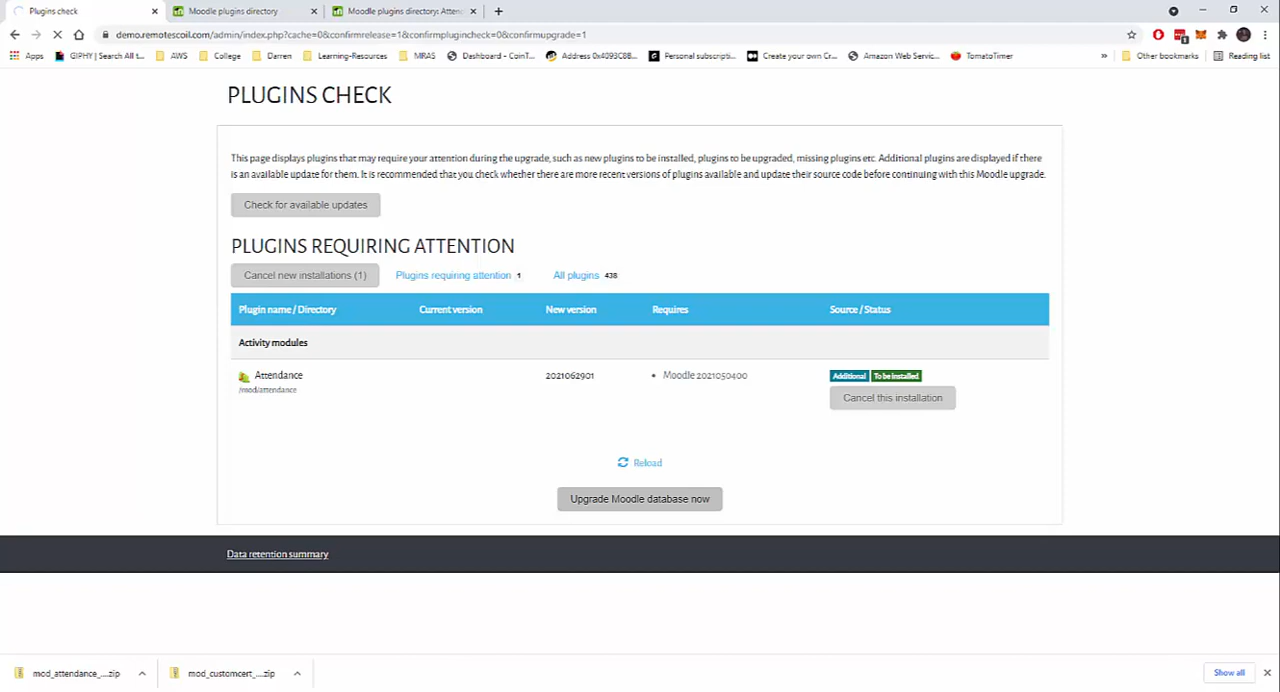 Plugins check
Moodle plugins directory
Moodle plugins directory: Atten
demo.remotescoil.com/admin/index.php?cache=0&confirmrelease=1&confirmplugincheck=0&confirmupgrade=1
Apps
GIPHY | Search All t...
AWS
College
Darren
Learning-Resources
MRAS
Dashboard - CoinT...
Address 0x4093C8B...
Personal subscripti...
Create your own Cr...
Amazon Web Servic...
TomatoTimer
»
Other bookmarks
Reading list
PLUGINS CHECK
This page displays plugins that may require your attention during the upgrade, such as new plugins to be installed, plugins to be upgraded, missing plugins etc. Additional plugins are displayed if there
is an available update for them. It is recommended that you check whether there are more recent versions of plugins available and update their source code before continuing with this Moodle upgrade.
Check for available updates
PLUGINS REQUIRING ATTENTION
Cancel new installations (1)
Plugins requiring attention 1
All plugins 438
Plugin name / Directory
Current version
New version
Requires
Source / Status
Activity modules
Attendance
/mod/attendance
2021062901
• Moodle 2021050400
Additional
To be installed
Cancel this installation
Reload
Upgrade Moodle database now
Data retention summary
mod_attendance_....zip
mod_customcert_....zip
Show all